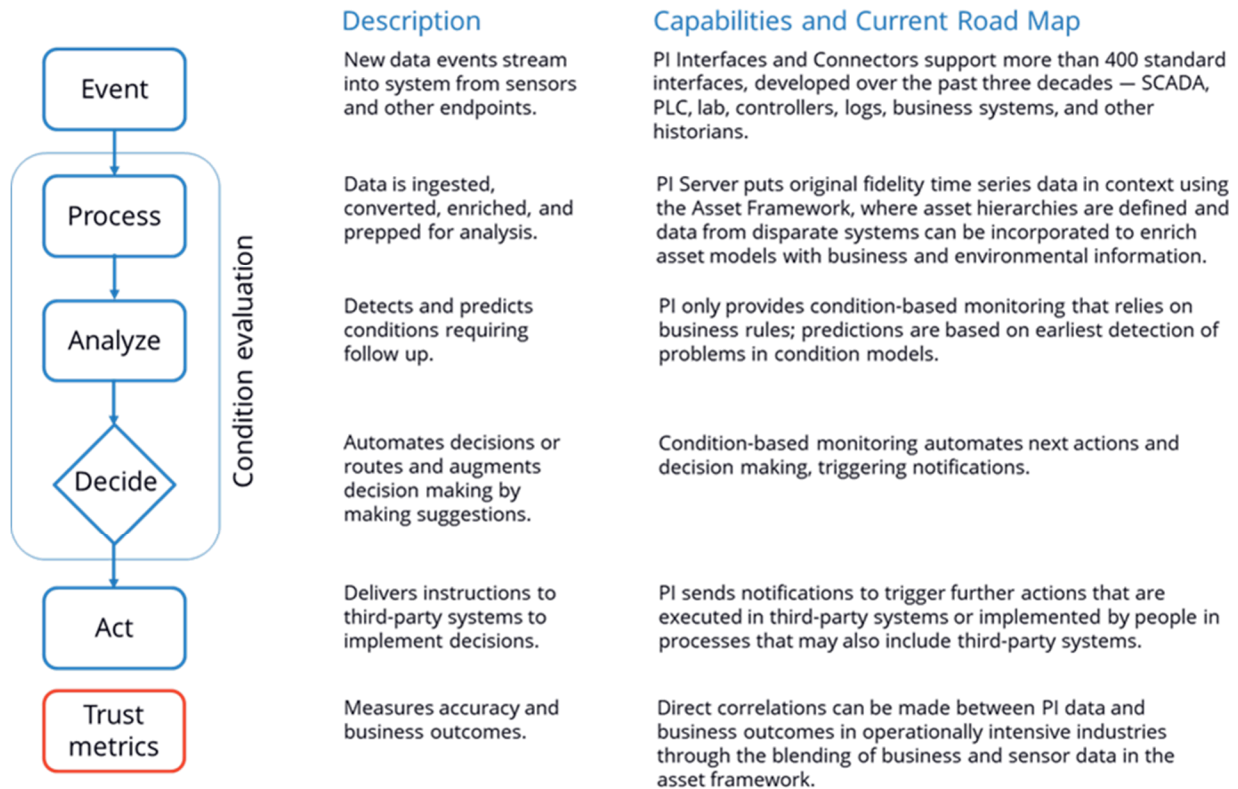 Description
Capabilities and Current Road Map
Event
New data events stream
into system from sensors
and other endpoints.
PI Interfaces and Connectors support more than 400 standard
interfaces, developed over the past three decades — SCADA,
PLC, lab, controllers, logs, business systems, and other
historians.
Condition evaluation
Process
Data is ingested,
converted, enriched, and
prepped for analysis.
PI Server puts original fidelity time series data in context using
the Asset Framework, where asset hierarchies are defined and
data from disparate systems can be incorporated to enrich
asset models with business and environmental information.
Analyze
Detects and predicts
conditions requiring
follow up.
PI only provides condition-based monitoring that relies on
business rules; predictions are based on earliest detection of
problems in condition models.
Decide
Automates decisions or
routes and augments
decision making by
making suggestions.
Condition-based monitoring automates next actions and
decision making, triggering notifications.
Act
Delivers instructions to
third-party systems to
implement decisions.
PI sends notifications to trigger further actions that are
executed in third-party systems or implemented by people in
processes that may also include third-party systems.
Trust
metrics
Measures accuracy and
business outcomes.
Direct correlations can be made between PI data and
business outcomes in operationally intensive industries
through the blending of business and sensor data in the
asset framework.